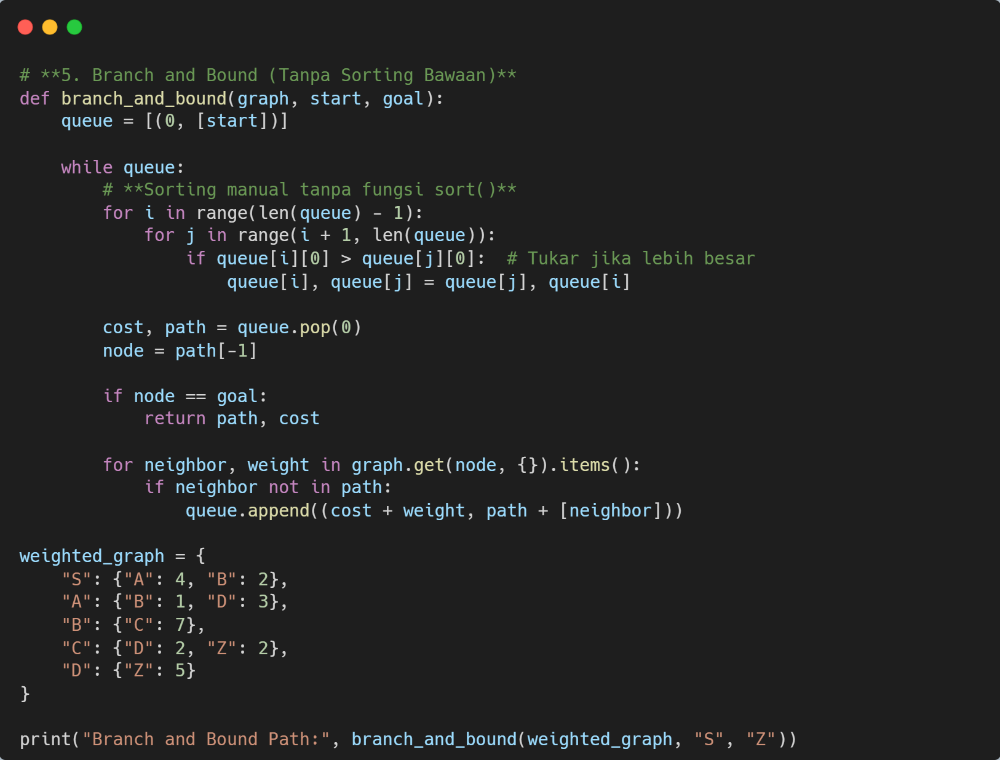 # **5. Branch and Bound (Tanpa Sorting Bawaan)**
def branch_and_bound(graph, start, goal):
    queue = [(0, [start])]

    while queue:
        # **Sorting manual tanpa fungsi sort()**
        for i in range(len(queue) - 1):
            for j in range(i + 1, len(queue)):
                if queue[i][0] > queue[j][0]:  # Tukar jika lebih besar
                    queue[i], queue[j] = queue[j], queue[i]

        cost, path = queue.pop(0)
        node = path[-1]

        if node == goal:
            return path, cost

        for neighbor, weight in graph.get(node, {}).items():
            if neighbor not in path:
                queue.append((cost + weight, path + [neighbor]))

weighted_graph = {
    "S": {"A": 4, "B": 2},
    "A": {"B": 1, "D": 3},
    "B": {"C": 7},
    "C": {"D": 2, "Z": 2},
    "D": {"Z": 5}
}

print("Branch and Bound Path:", branch_and_bound(weighted_graph, "S", "Z"))